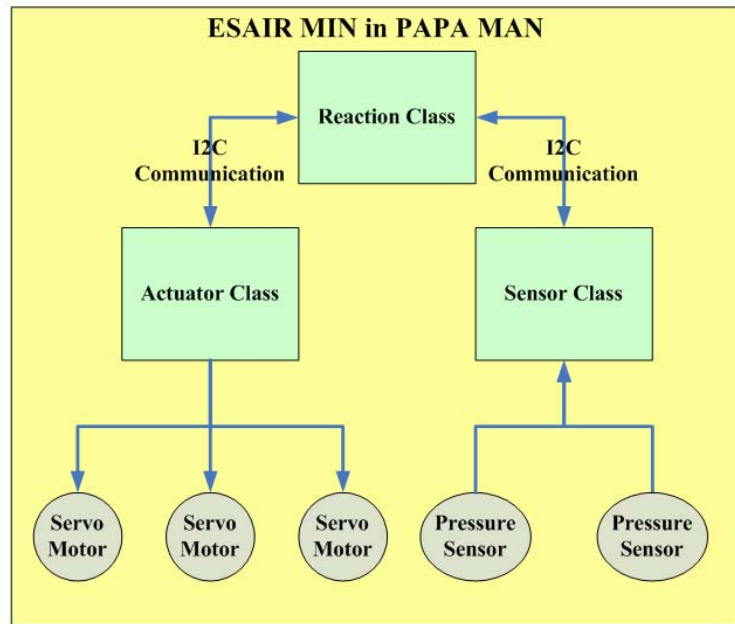 ESAIR MIN in PAPA MAN
Reaction Class
I2C
Communication
I2C
Communication
Actuator Class
Sensor Class
Servo
Motor
Servo
Motor
Servo
Motor
Pressure
Sensor
Pressure
Sensor